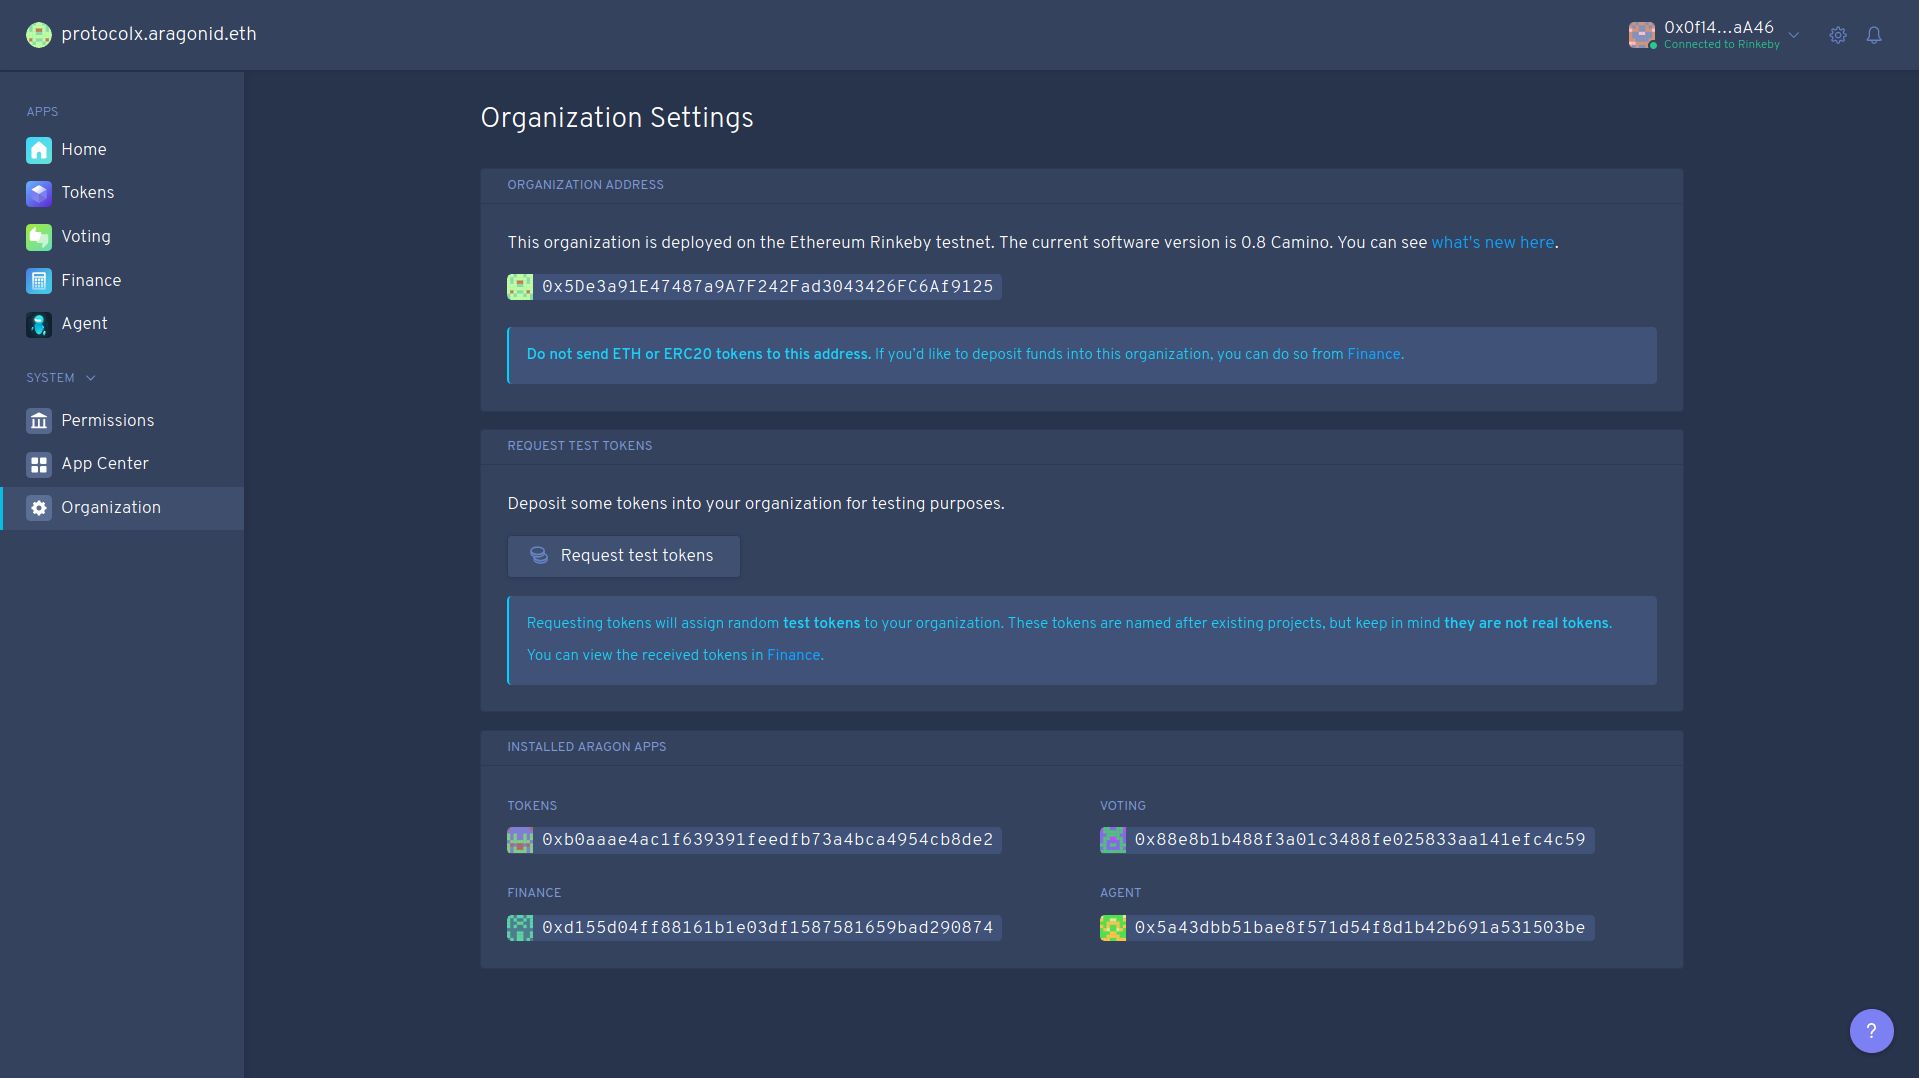 protocolx.aragonid.eth
0x0f14...aA46
Connected to Rinkeby
APPS
Home
Tokens
Voting
Finance
Agent
SYSTEM
Permissions
App Center
Organization
Organization Settings
ORGANIZATION ADDRESS
This organization is deployed on the Ethereum Rinkeby testnet. The current software version is 0.8 Camino. You can see what's new here.
0x5De3a91E47487a9A7F242Fad3043426FC6Af9125
Do not send ETH or ERC20 tokens to this address. If you'd like to deposit funds into this organization, you can do so from Finance.
REQUEST TEST TOKENS
Deposit some tokens into your organization for testing purposes.
Request test tokens
Requesting tokens will assign random test tokens to your organization. These tokens are named after existing projects, but keep in mind they are not real tokens.
You can view the received tokens in Finance.
INSTALLED ARAGON APPS
TOKENS
0xb0aaae4ac1f639391feedfb73a4bca4954cb8de2
VOTING
0x88e8b1b488f3a01c3488fe025833aa141efc4c59
FINANCE
0xd155d04ff88161b1e03df1587581659bad290874
AGENT
0x5a43dbb51bae8f571d54f8d1b42b691a531503be
?